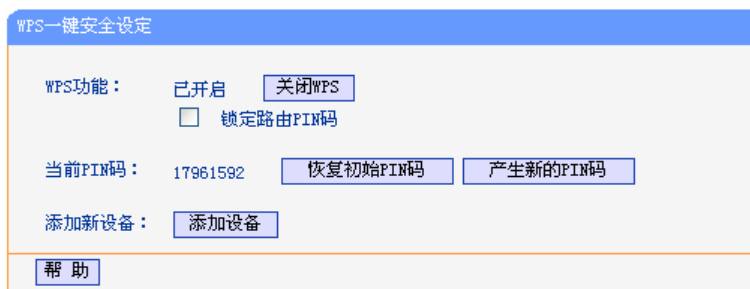 WPS一键安全设定
WPS功能： 已开启 关闭WPS
锁定路由PIN码
当前PIN码： 17961592 恢复初始PIN码 产生新的PIN码
添加新设备： 添加设备
帮 助